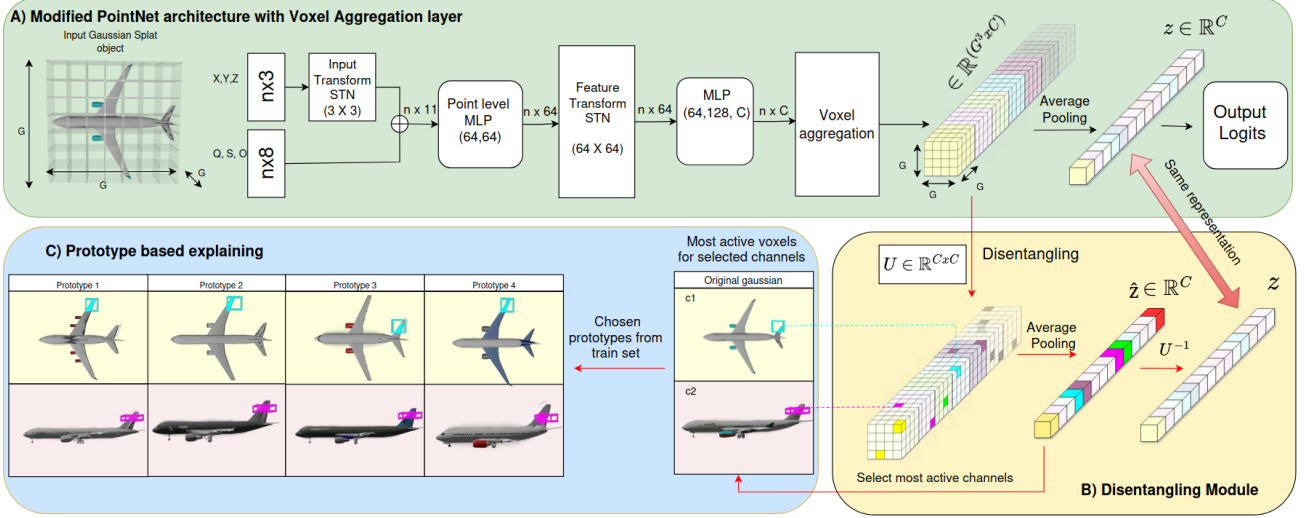 A) Modified PointNet architecture with Voxel Aggregation layer
Input Gaussian Splat
object
G
G
G
X,Y,Z
nx3
Input
Transform
STN
(3 X 3)
Q, S, O
nx8
n x 11
Point level
MLP
(64,64)
n x 64
Feature
Transform
STN
(64 X 64)
n x 64
MLP
(64,128, C)
n x C
Voxel
aggregation
∈ ℝ^(G³xC)
G
G
G
Average
Pooling
z ∈ ℝ^C
Output
Logits
Same representation
C) Prototype based explaining
Most active voxels
for selected channels
Prototype 1
Prototype 2
Prototype 3
Prototype 4
Chosen
prototypes from
train set
Original gaussian
c1
c2
U ∈ ℝ^CxC
Disentangling
Average
Pooling
ẑ ∈ ℝ^C
U^-1
z
Select most active channels
B) Disentangling Module